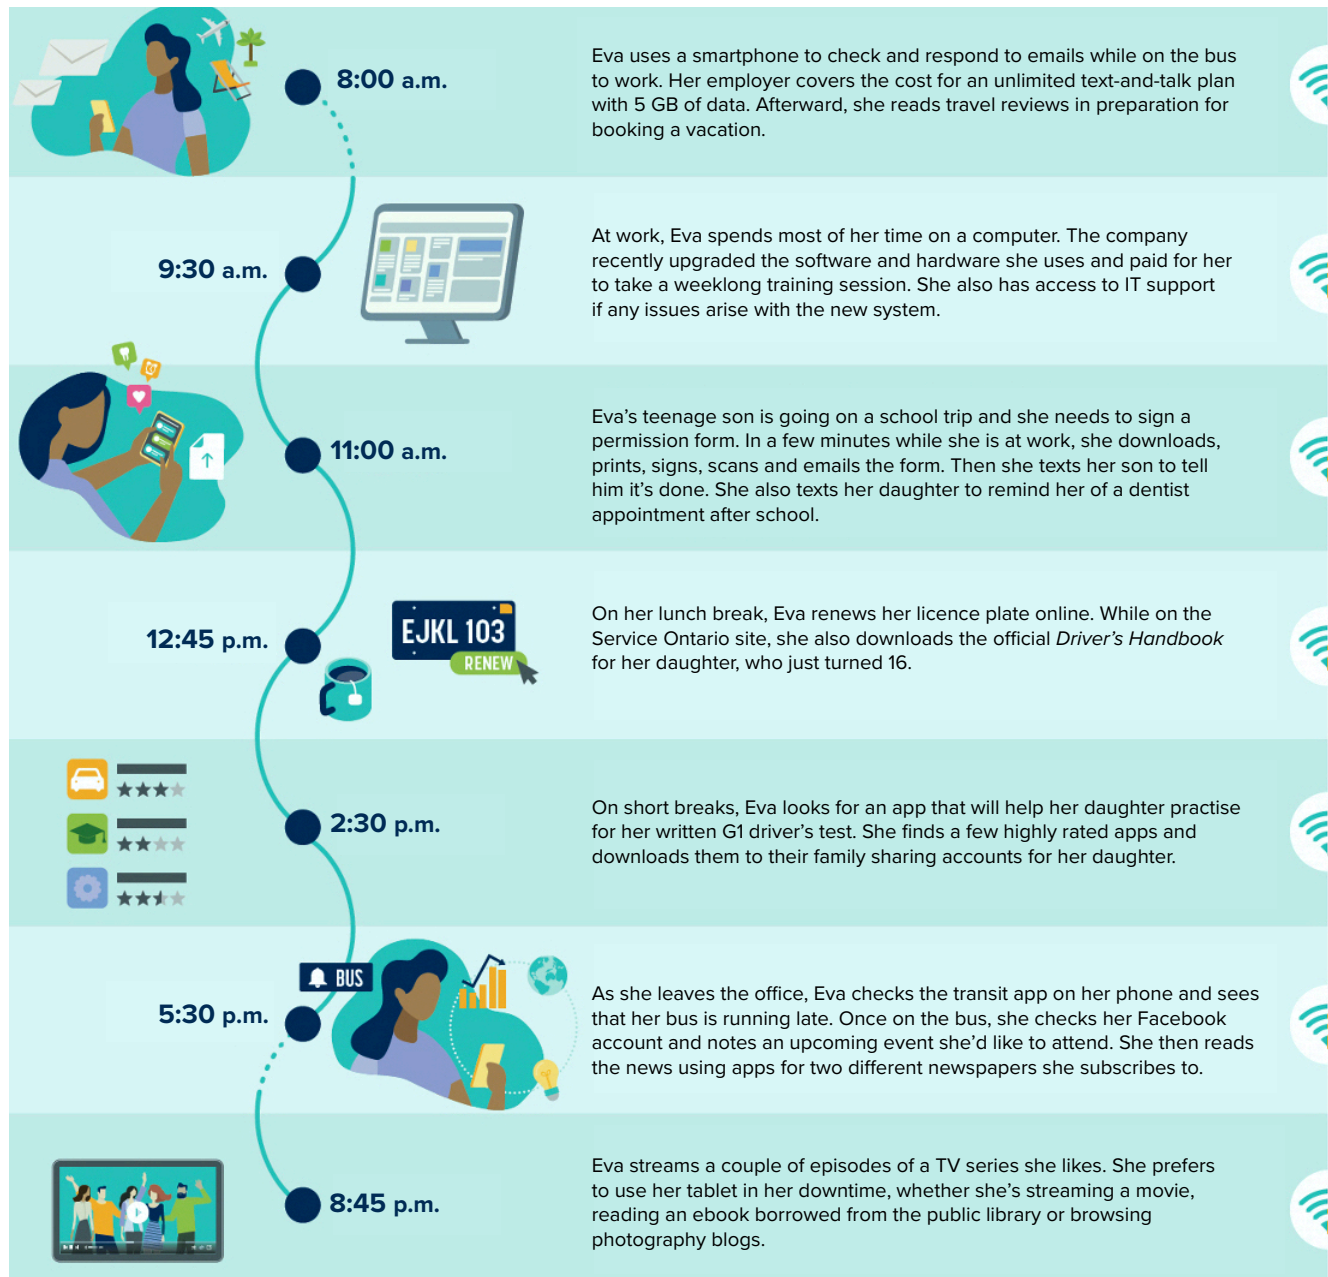 8:00 a.m.
Eva uses a smartphone to check and respond to emails while on the bus
to work. Her employer covers the cost for an unlimited text-and-talk plan
with 5 GB of data. Afterward, she reads travel reviews in preparation for
booking a vacation.
9:30 a.m.
At work, Eva spends most of her time on a computer. The company
recently upgraded the software and hardware she uses and paid for her
to take a weeklong training session. She also has access to IT support
if any issues arise with the new system.
11:00 a.m.
Eva’s teenage son is going on a school trip and she needs to sign a
permission form. In a few minutes while she is at work, she downloads,
prints, signs, scans and emails the form. Then she texts her son to tell
him it’s done. She also texts her daughter to remind her of a dentist
appointment after school.
12:45 p.m.
EJKL 103
RENEW
On her lunch break, Eva renews her licence plate online. While on the
Service Ontario site, she also downloads the official Driver’s Handbook
for her daughter, who just turned 16.
2:30 p.m.
On short breaks, Eva looks for an app that will help her daughter practise
for her written G1 driver’s test. She finds a few highly rated apps and
downloads them to their family sharing accounts for her daughter.
BUS
5:30 p.m.
As she leaves the office, Eva checks the transit app on her phone and sees
that her bus is running late. Once on the bus, she checks her Facebook
account and notes an upcoming event she’d like to attend. She then reads
the news using apps for two different newspapers she subscribes to.
8:45 p.m.
Eva streams a couple of episodes of a TV series she likes. She prefers
to use her tablet in her downtime, whether she’s streaming a movie,
reading an ebook borrowed from the public library or browsing
photography blogs.